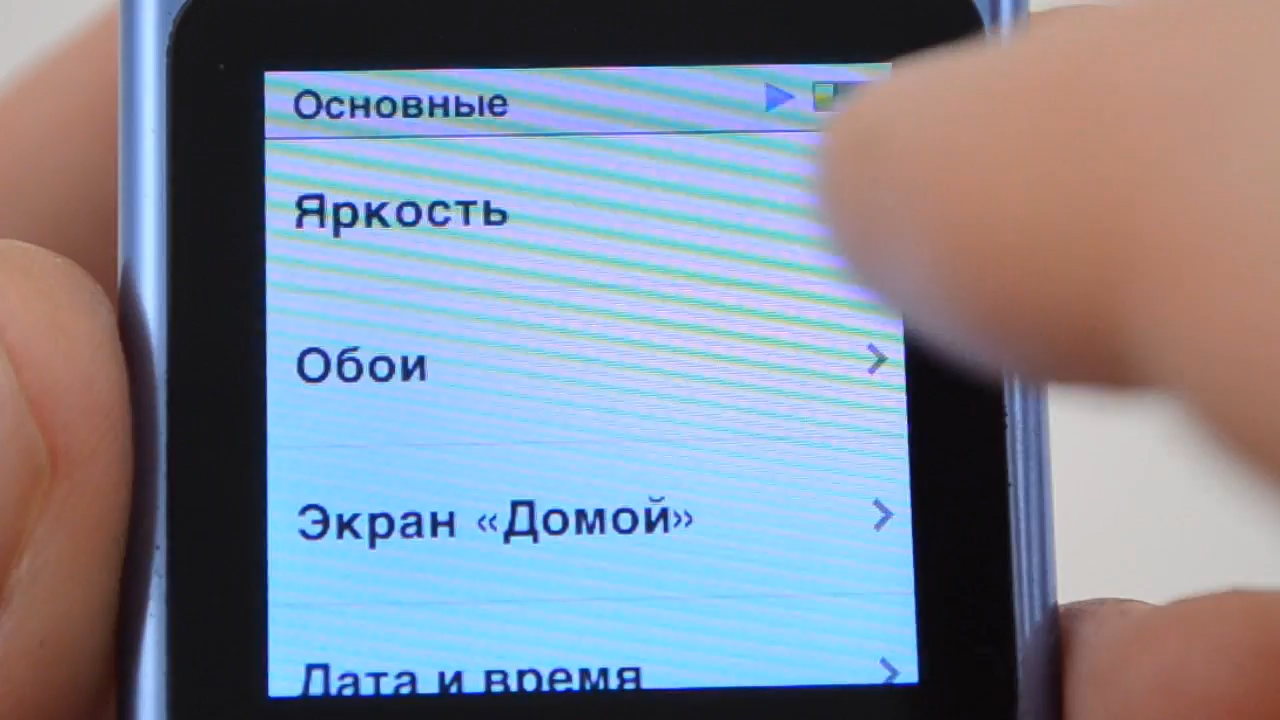 Основные
Яркость
Обои
Экран «Домой»
Дата и время